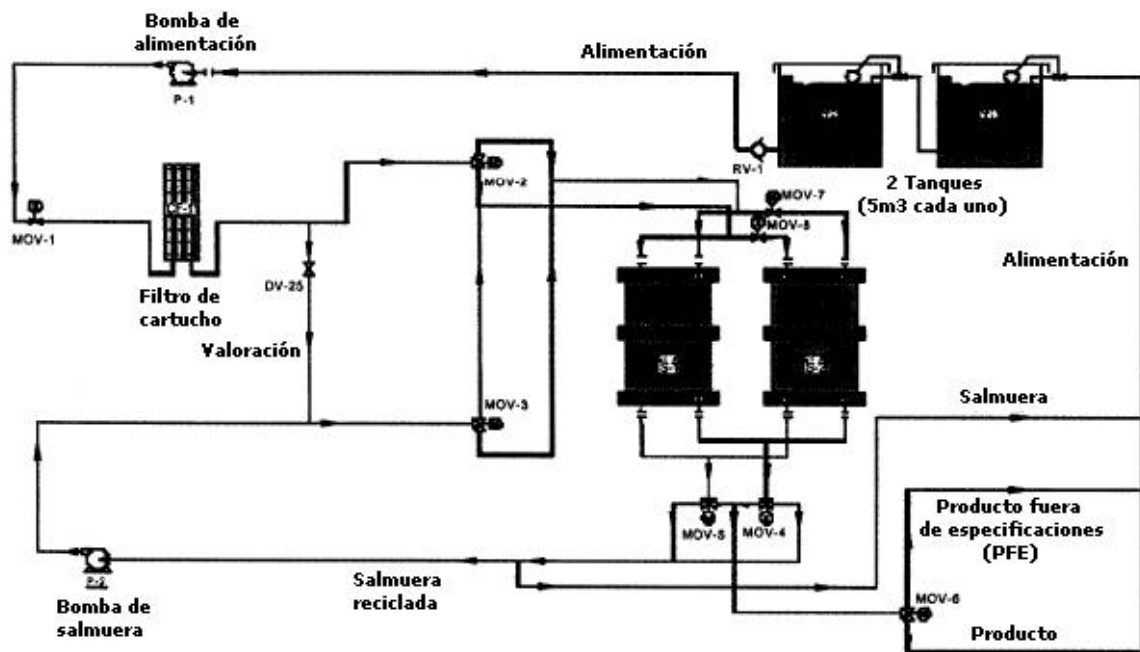 Bomba de
alimentación
P-1
Alimentación
RV-1
2 Tanques
(5m3 cada uno)
MOV-1
Filtro de
cartucho
DV-25
Valoración
MOV-2
MOV-7
MOV-8
Alimentación
MOV-3
Salmuera
MOV-5
MOV-4
Producto fuera
de especificaciones
(PFE)
MOV-6
Producto
P-2
Bomba de
salmuera
Salmuera
reciclada